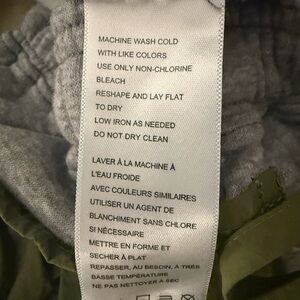 MACHINE WASH COLD
WITH LIKE COLORS
USE ONLY NON-CHLORINE
BLEACH
RESHAPE AND LAY FLAT
TO DRY
LOW IRON AS NEEDED
DO NOT DRY CLEAN
LAVER À LA MACHINE À
L'EAU FROIDE
AVEC COULEURS SIMILAIRES
UTILISER UN AGENT DE
BLANCHIMENT SANS CHLORE
SI NÉCESSAIRE
METTRE EN FORME ET
SÉCHER À PLAT
REPASSER, AU BESOIN, À TRÈS
BASSE TEMPÉRATURE
NE PAS NETTOYER À SEC